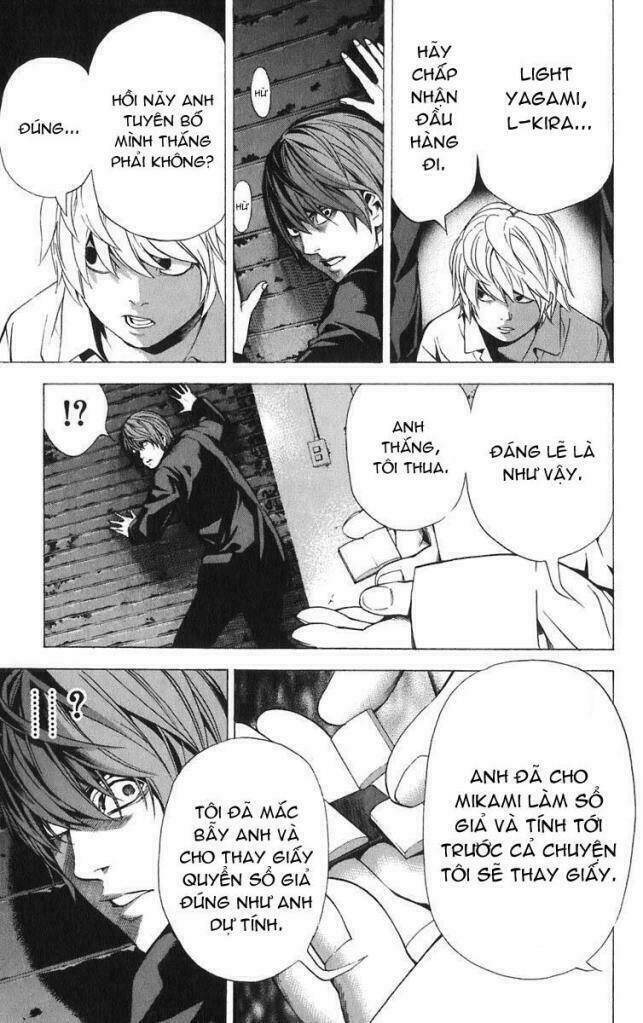 LIGHT
YAGAMI,
L-KIRA...
HÃY
CHẤP
NHẬN
ĐẦU
HÀNG
ĐI.
HỪ
HỪ
HỒI NÃY ANH
TUYÊN BỐ
MÌNH THẮNG
PHẢI KHÔNG?
ĐÚNG...
ĐÁNG LẼ LÀ
NHƯ VẬY.
ANH
THẮNG,
TÔI THUA.
!?
ANH ĐÃ CHO
MIKAMI LÀM SỔ
GIẢ VÀ TÍNH TỚI
TRƯỚC CẢ CHUYỆN
TÔI SẼ THAY GIẤY.
TÔI ĐÃ MẮC
BẪY ANH VÀ
CHO THAY GIẤY
QUYỂN SỔ GIẢ
ĐÚNG NHƯ ANH
DỰ TÍNH.
?